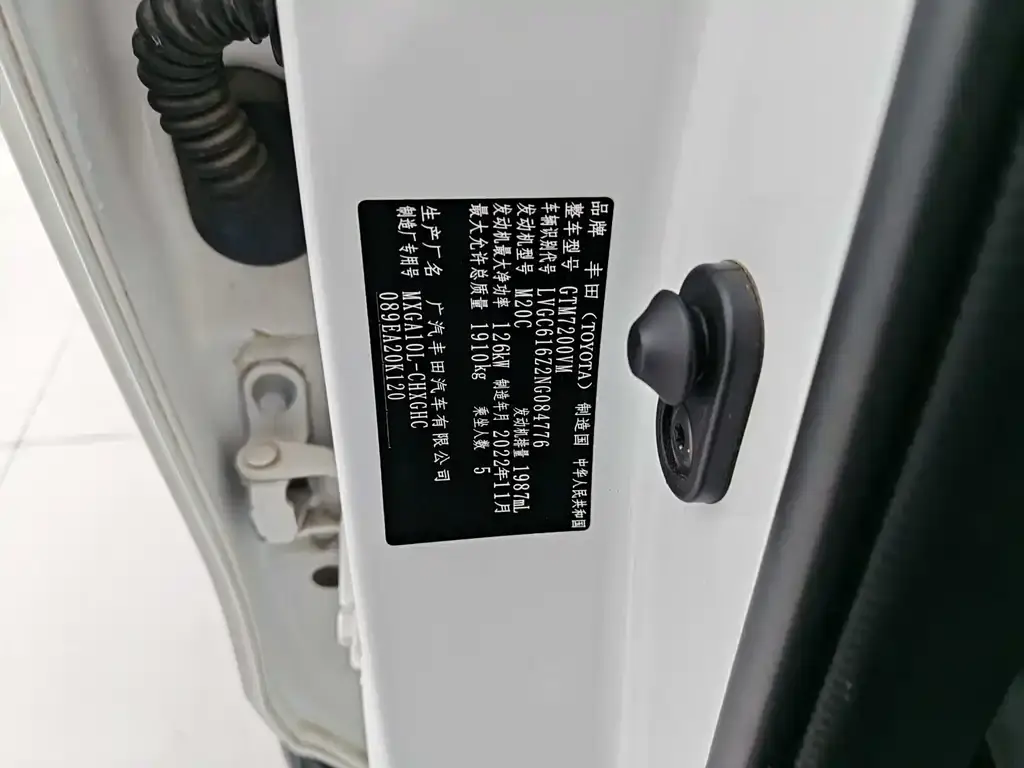 品牌 丰田（TOYOTA） 制造国 中华人民共和国
整车型号 GTM7200VM
车辆识别代号 LVGC616Z2NG084776
发动机型号 M20C 发动机排量 1987mL
发动机最大净功率 126kW 制造年月 2022年11月
最大允许总质量 1910kg 乘坐人数 5
生产厂名 广汽丰田汽车有限公司
制造厂专用号 MXGA10L-CHXGHC
089EA20K120